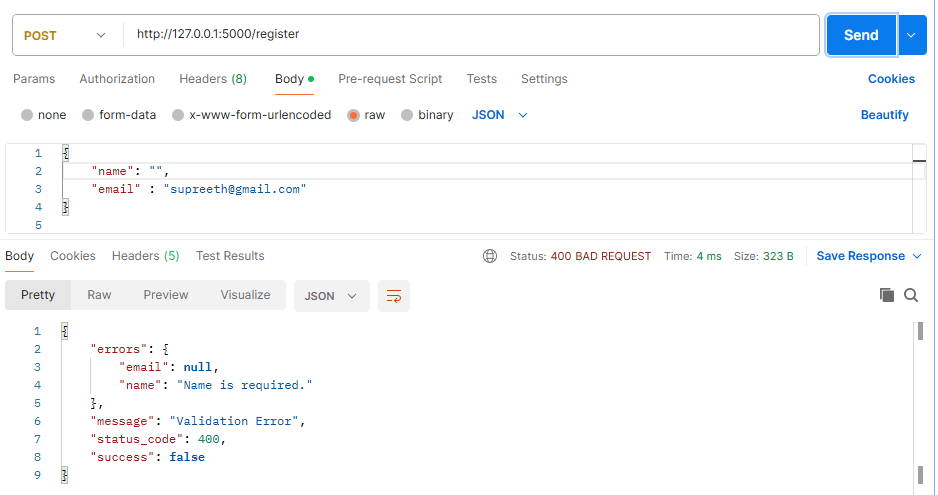 POST http://127.0.0.1:5000/register Send
Params Authorization Headers (8) Body Pre-request Script Tests Settings Cookies
none form-data x-www-form-urlencoded raw binary JSON Beautify
1 {
2 "name": "",
3 "email" : "supreeth@gmail.com"
4 }
5
Body Cookies Headers (5) Test Results Status: 400 BAD REQUEST Time: 4 ms Size: 323 B Save Response
Pretty Raw Preview Visualize JSON
1 {
2 "errors": {
3 "email": null,
4 "name": "Name is required."
5 },
6 "message": "Validation Error",
7 "status_code": 400,
8 "success": false
9 }